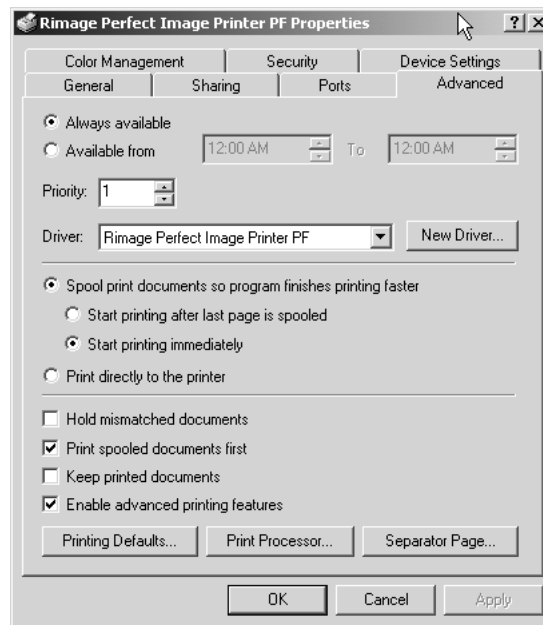 Rimage Perfect Image Printer PF Properties
Color Management Security Device Settings
General Sharing Ports Advanced
Always available
Available from 12:00 AM To 12:00 AM
Priority: 1
Driver: Rimage Perfect Image Printer PF New Driver...
Spool print documents so program finishes printing faster
Start printing after last page is spooled
Start printing immediately
Print directly to the printer
Hold mismatched documents
Print spooled documents first
Keep printed documents
Enable advanced printing features
Printing Defaults... Print Processor... Separator Page...
OK Cancel Apply